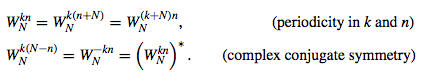 W_N^{kn} = W_N^{k(n+N)} = W_N^{(k+N)n}, (periodicity in k and n)
W_N^{k(N−n)} = W_N^{−kn} = (W_N^{kn})^*. (complex conjugate symmetry)